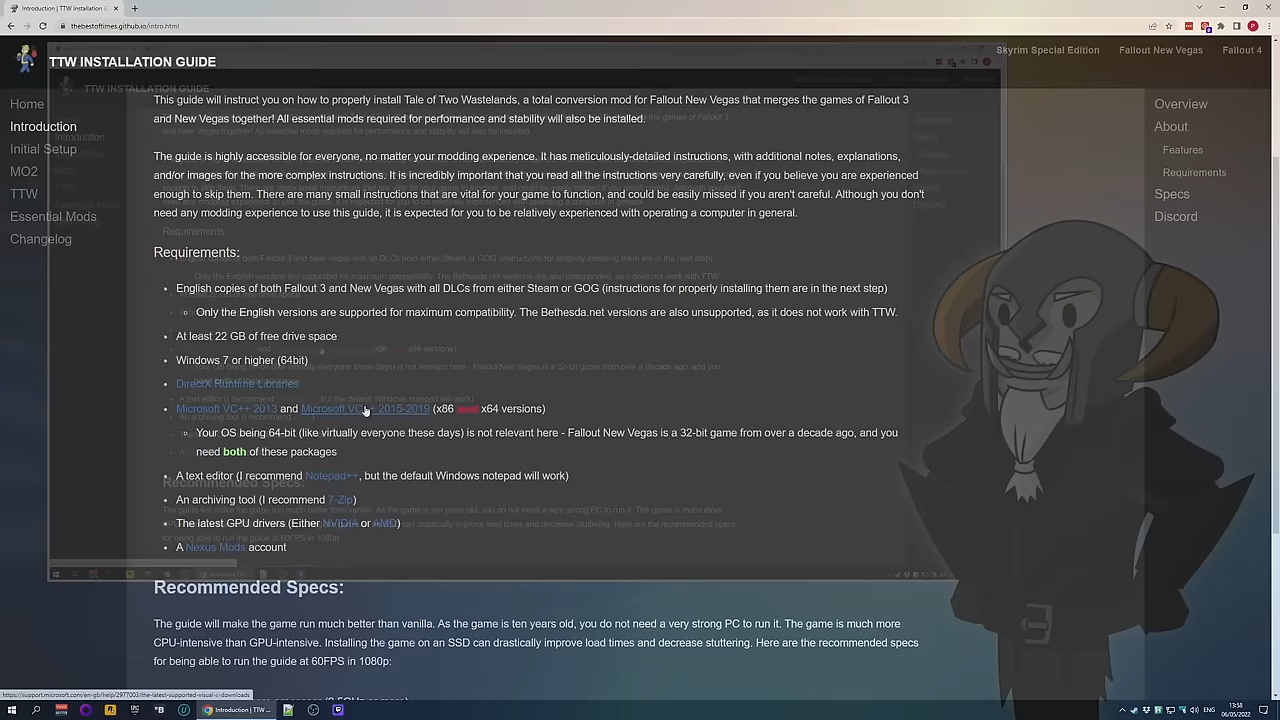 Introduction | TTW Installation G
thebestoftimes.github.io/intro.html
TTW INSTALLATION GUIDE
Skyrim Special Edition
Fallout New Vegas
Fallout 4
Home
Introduction
Initial Setup
MO2
TTW
Essential Mods
Changelog
This guide will instruct you on how to properly install Tale of Two Wastelands, a total conversion mod for Fallout New Vegas that merges the games of Fallout 3
and New Vegas together! All essential mods required for performance and stability will also be installed.
The guide is highly accessible for everyone, no matter your modding experience. It has meticulously-detailed instructions, with additional notes, explanations,
and/or images for the more complex instructions. It is incredibly important that you read all the instructions very carefully, even if you believe you are experienced
enough to skip them. There are many small instructions that are vital for your game to function, and could be easily missed if you aren't careful. Although you don't
need any modding experience to use this guide, it is expected for you to be relatively experienced with operating a computer in general.
Requirements:
English copies of both Fallout 3 and New Vegas with all DLCs from either Steam or GOG (instructions for properly installing them are in the next step)
Only the English versions are supported for maximum compatibility. The Bethesda.net versions are also unsupported, as it does not work with TTW.
At least 22 GB of free drive space
Windows 7 or higher (64bit)
DirectX Runtime Libraries
Microsoft VC++ 2013 and Microsoft VC++ 2015-2019 (x86 x64 versions)
Your OS being 64-bit (like virtually everyone these days) is not relevant here - Fallout New Vegas is a 32-bit game from over a decade ago, and you
need both of these packages
A text editor (I recommend Notepad++, but the default Windows notepad will work)
An archiving tool (I recommend 7-Zip)
The latest GPU drivers (Either NVIDIA or AMD)
A Nexus Mods account
Recommended Specs:
The guide will make the game run much better than vanilla. As the game is ten years old, you do not need a very strong PC to run it. The game is much more
CPU-intensive than GPU-intensive. Installing the game on an SSD can drastically improve load times and decrease stuttering. Here are the recommended specs
for being able to run the guide at 60FPS in 1080p:
Overview
About
Features
Requirements
Specs
Discord
https://support.microsoft.com/en-gb/help/2977003/the-latest-supported-visual-c-downloads
Introduction | TTW ...
ENG
13:58
06/05/2022